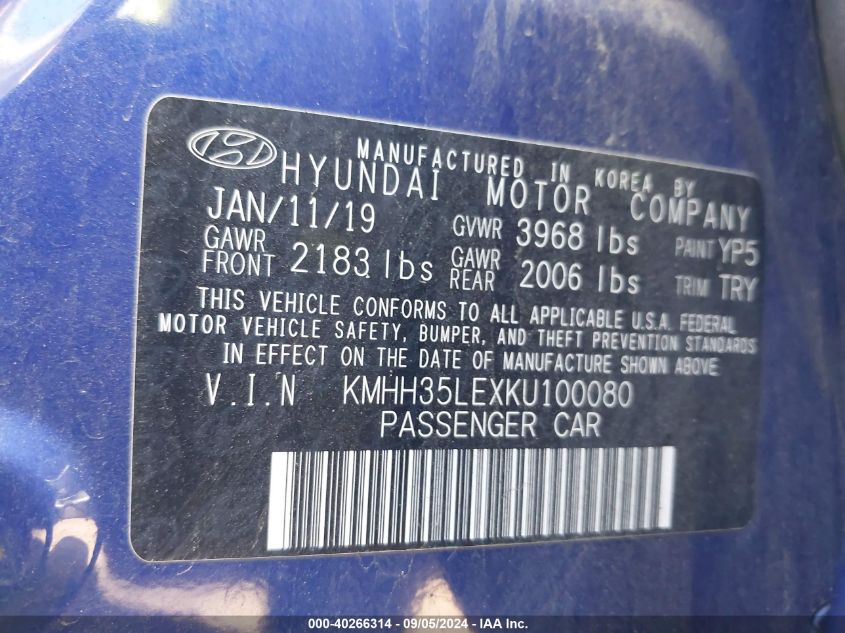 MANUFACTURED IN KOREA BY
HYUNDAI MOTOR COMPANY
JAN/11/19 GVWR 3968 lbs PAINT YP5
GAWR FRONT 2183 lbs GAWR REAR 2006 lbs TRIM TRY
THIS VEHICLE CONFORMS TO ALL APPLICABLE U.S.A. FEDERAL
MOTOR VEHICLE SAFETY, BUMPER, AND THEFT PREVENTION STANDARDS
IN EFFECT ON THE DATE OF MANUFACTURE SHOWN ABOVE
V.I.N KMHH35LEXKU100080
PASSENGER CAR
000-40266314 - 09/05/2024 - IAAI.COM